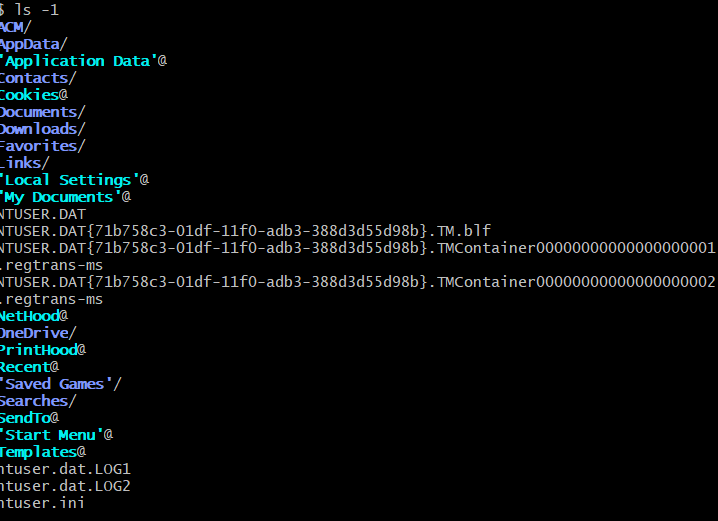 $ ls -1
ACM/
AppData/
'Application Data'@
Contacts/
Cookies@
Documents/
Downloads/
Favorites/
Links/
'Local Settings'@
'My Documents'@
NTUSER.DAT
NTUSER.DAT{71b758c3-01df-11f0-adb3-388d3d55d98b}.TM.blf
NTUSER.DAT{71b758c3-01df-11f0-adb3-388d3d55d98b}.TMContainer00000000000000000001
.regtrans-ms
NTUSER.DAT{71b758c3-01df-11f0-adb3-388d3d55d98b}.TMContainer00000000000000000002
.regtrans-ms
NetHood@
OneDrive/
PrintHood@
Recent@
'Saved Games'/
Searches/
SendTo@
'Start Menu'@
Templates@
ntuser.dat.LOG1
ntuser.dat.LOG2
ntuser.ini